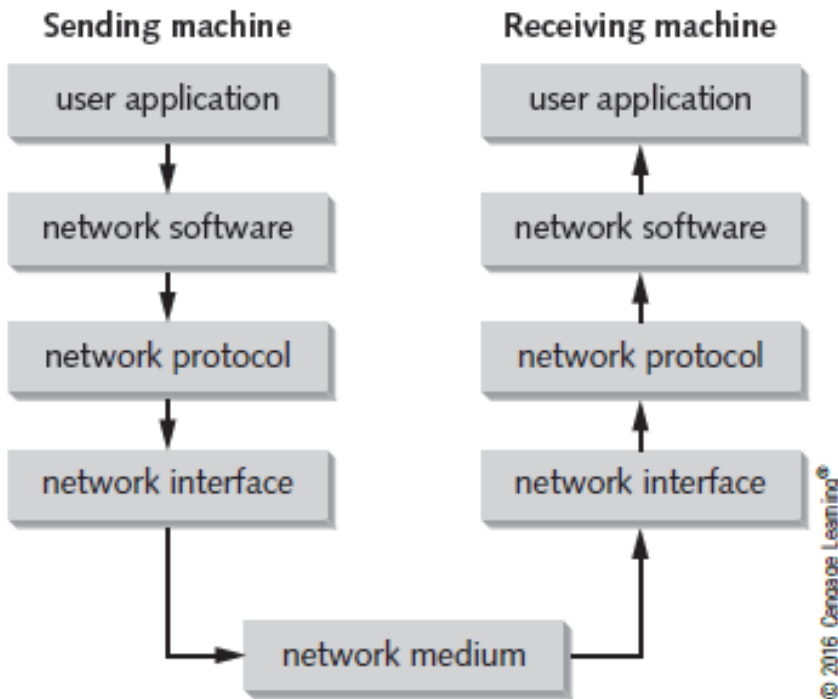 Sending machine
Receiving machine
user application
user application
network software
network software
network protocol
network protocol
network interface
network interface
network medium
© 2016 Cengage Learning®